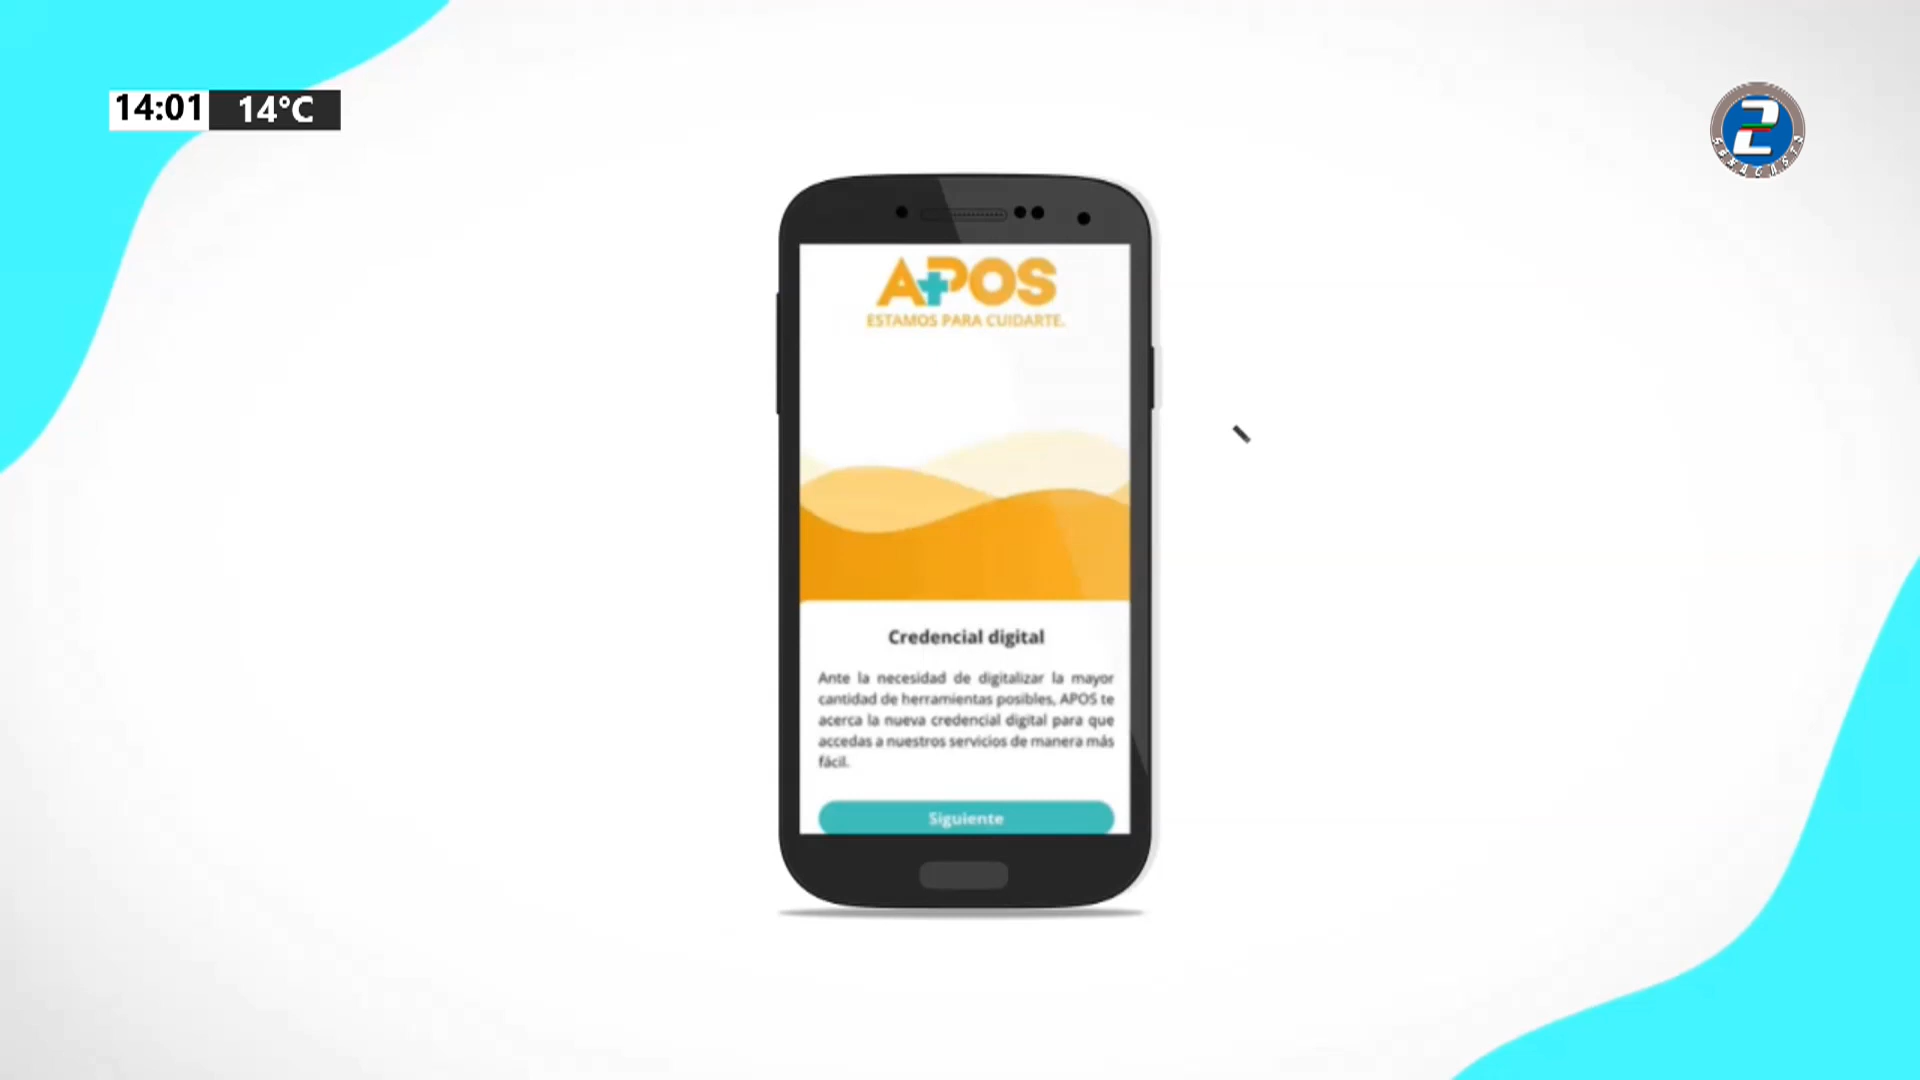 14:01 14°C
2
APOS
ESTAMOS PARA CUIDARTE.
Credencial digital
Ante la necesidad de digitalizar la mayor
cantidad de herramientas posibles, APOS te
acerca la nueva credencial digital para que
accedas a nuestros servicios de manera más
fácil.
Siguiente